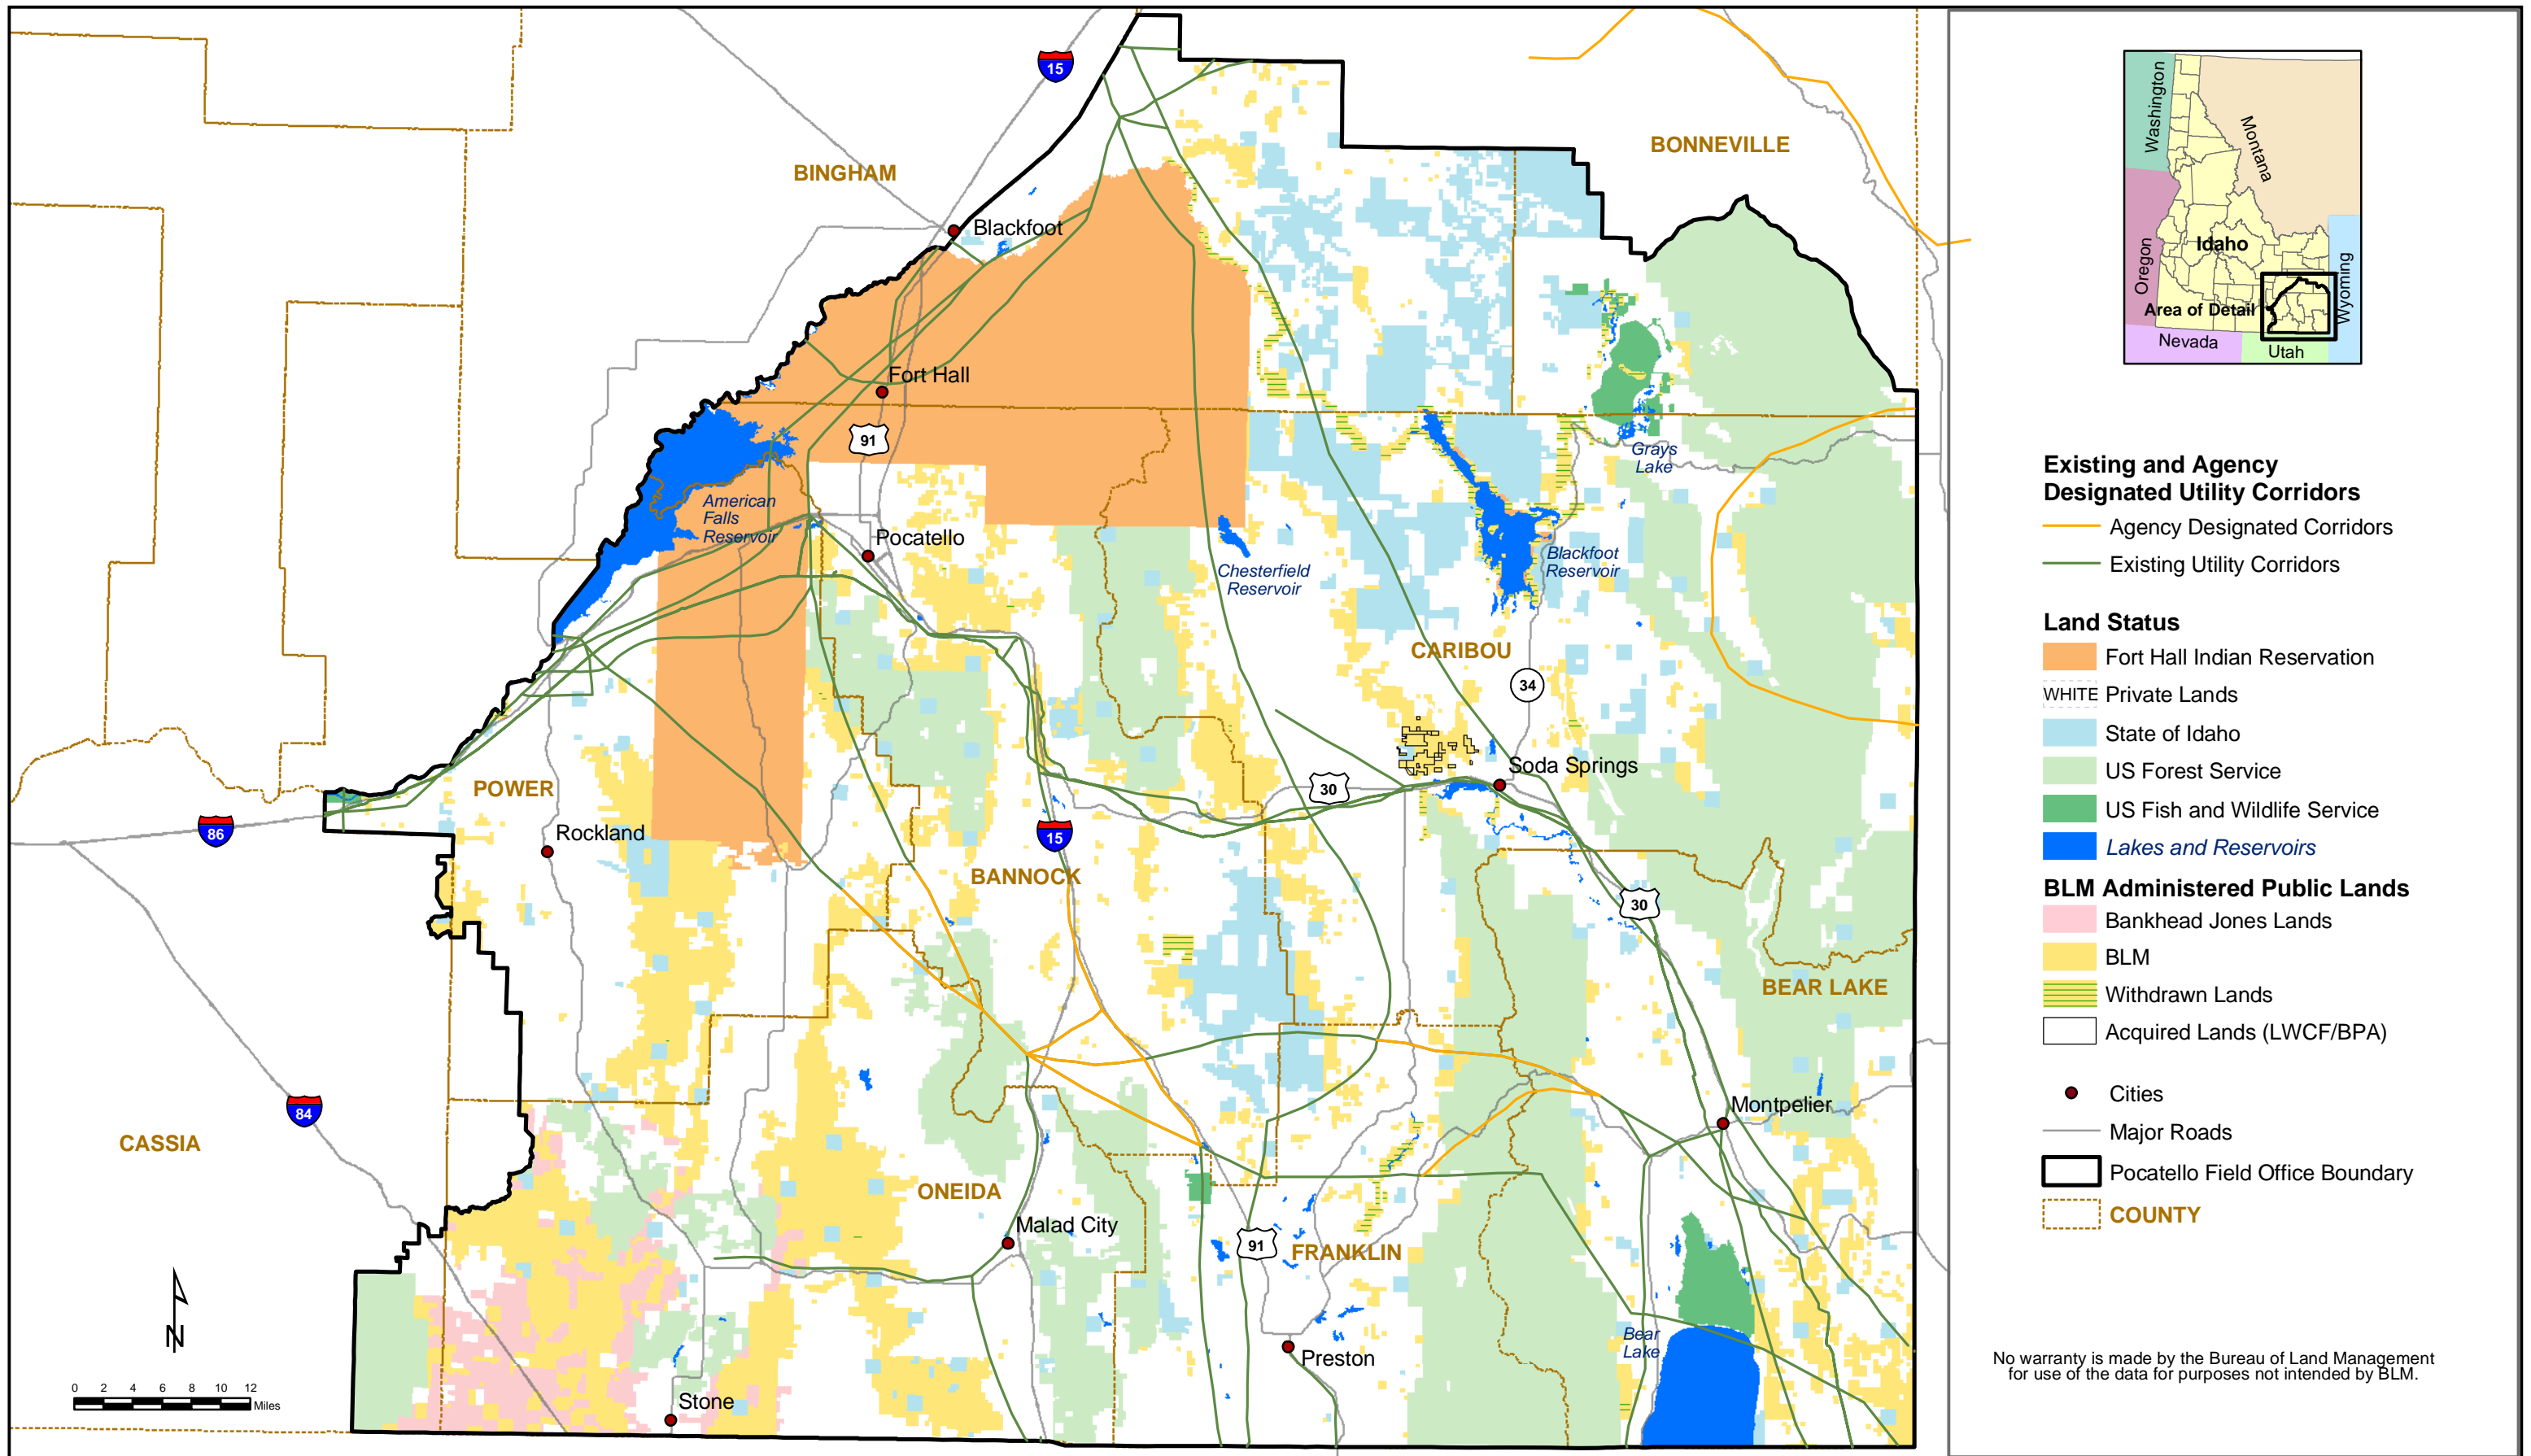 15
BINGHAM
BONNEVILLE
Blackfoot
Fort Hall
91
American
Falls
Reservoir
Pocatello
Grays
Lake
Chesterfield
Reservoir
Blackfoot
Reservoir
CARIBOU
34
Soda Springs
30
POWER
86
Rockland
15
BANNOCK
30
BEAR LAKE
84
CASSIA
Montpelier
ONEIDA
Malad City
91
FRANKLIN
Bear
Lake
Preston
Stone
N
0 2 4 6 8 10 12
Miles
Washington
Montana
Oregon
Idaho
Wyoming
Area of Detail
Nevada
Utah
Existing and Agency
Designated Utility Corridors
Agency Designated Corridors
Existing Utility Corridors
Land Status
Fort Hall Indian Reservation
WHITE Private Lands
State of Idaho
US Forest Service
US Fish and Wildlife Service
Lakes and Reservoirs
BLM Administered Public Lands
Bankhead Jones Lands
BLM
Withdrawn Lands
Acquired Lands (LWCF/BPA)
Cities
Major Roads
Pocatello Field Office Boundary
COUNTY
No warranty is made by the Bureau of Land Management
for use of the data for purposes not intended by BLM.